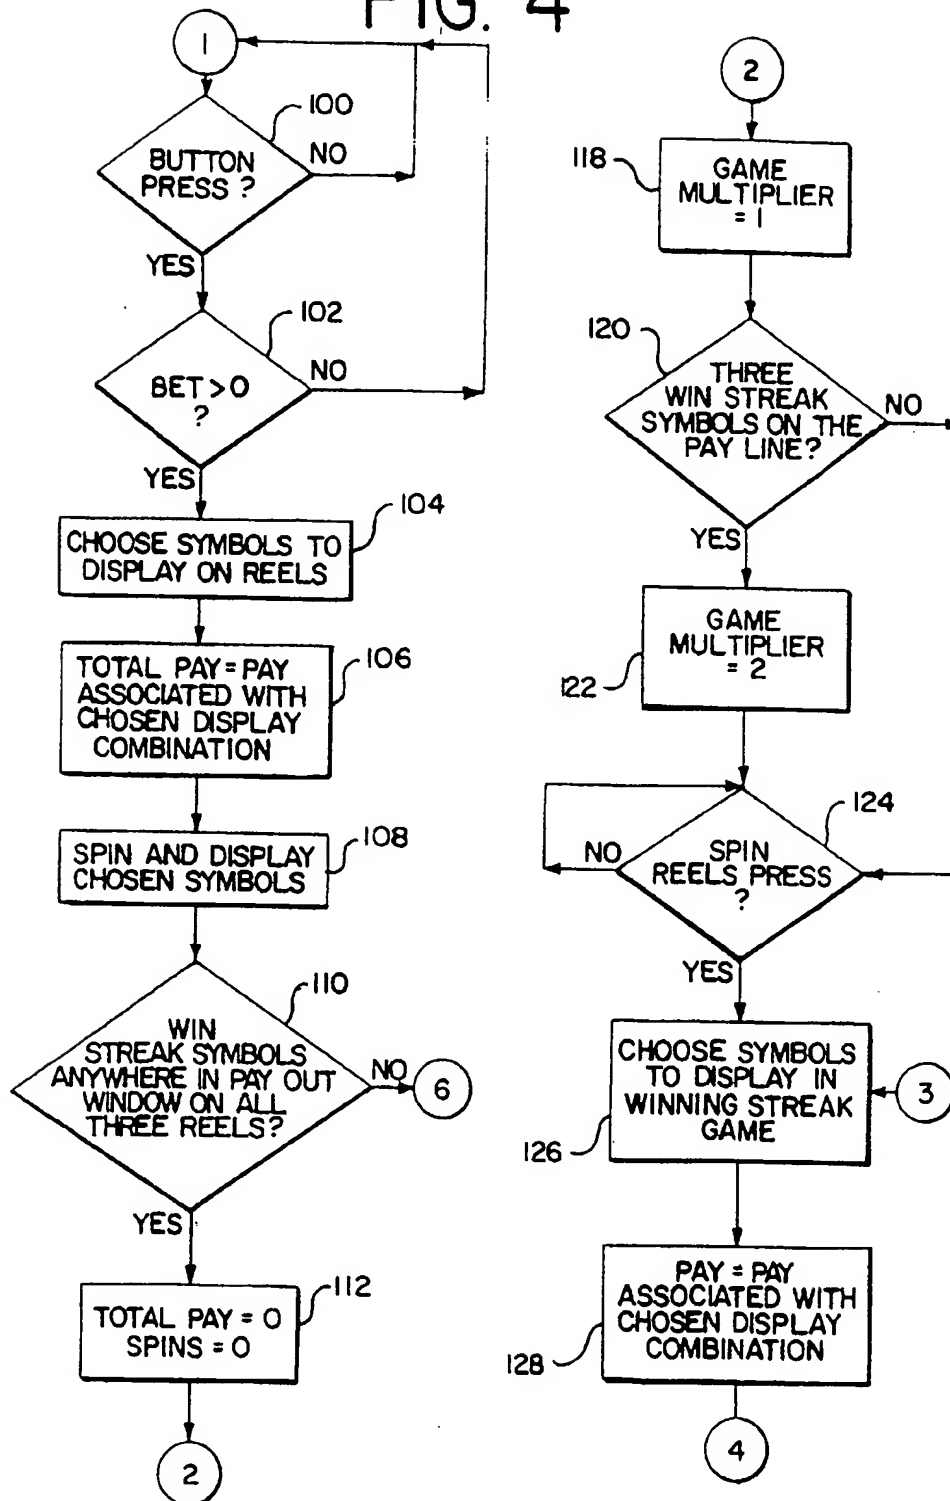 FIG. 4
1
100
BUTTON
PRESS ?
NO
YES
102
BET > 0
?
NO
YES
104
CHOOSE SYMBOLS TO
DISPLAY ON REELS
106
TOTAL PAY = PAY
ASSOCIATED WITH
CHOSEN DISPLAY
COMBINATION
108
SPIN AND DISPLAY
CHOSEN SYMBOLS
110
WIN
STREAK SYMBOLS
ANYWHERE IN PAY OUT
WINDOW ON ALL
THREE REELS?
NO
6
YES
112
TOTAL PAY = 0
SPINS = 0
2
2
118
GAME
MULTIPLIER
= 1
120
THREE
WIN STREAK
SYMBOLS ON THE
PAY LINE?
NO
YES
GAME
MULTIPLIER
= 2
122
124
SPIN
REELS PRESS
?
NO
YES
CHOOSE SYMBOLS
TO DISPLAY IN
WINNING STREAK
GAME
3
126
PAY = PAY
ASSOCIATED WITH
CHOSEN DISPLAY
COMBINATION
128
4